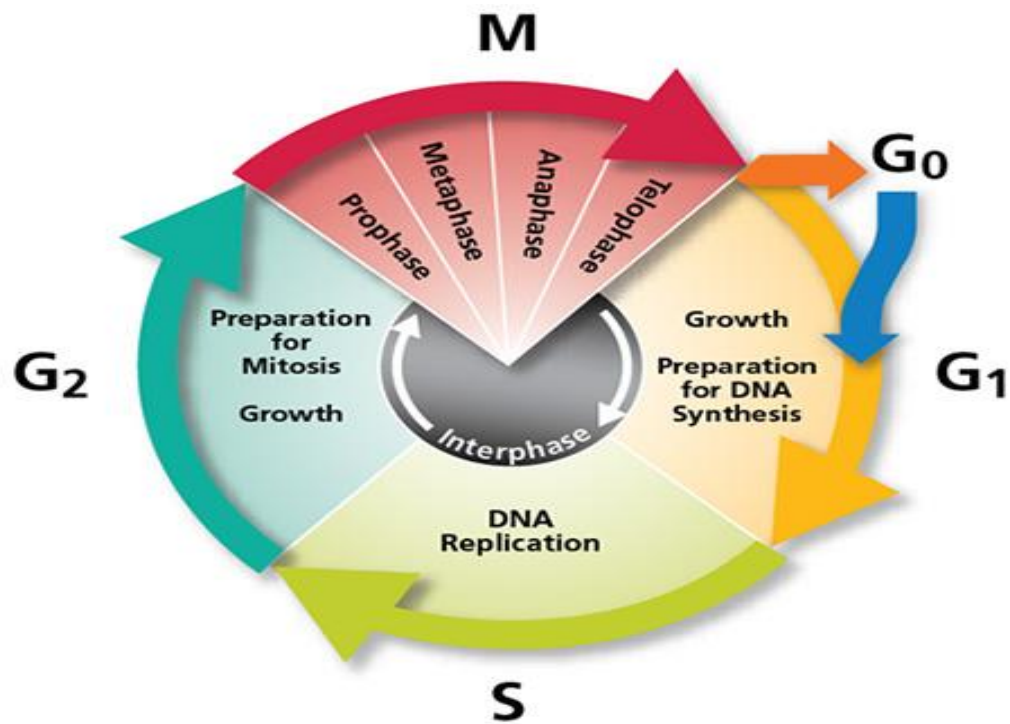 M
Prophase
Metaphase
Anaphase
Telophase
G0
Preparation
for
Mitosis
Growth
Growth
Preparation
for DNA
Synthesis
G2
G1
Interphase
DNA
Replication
S